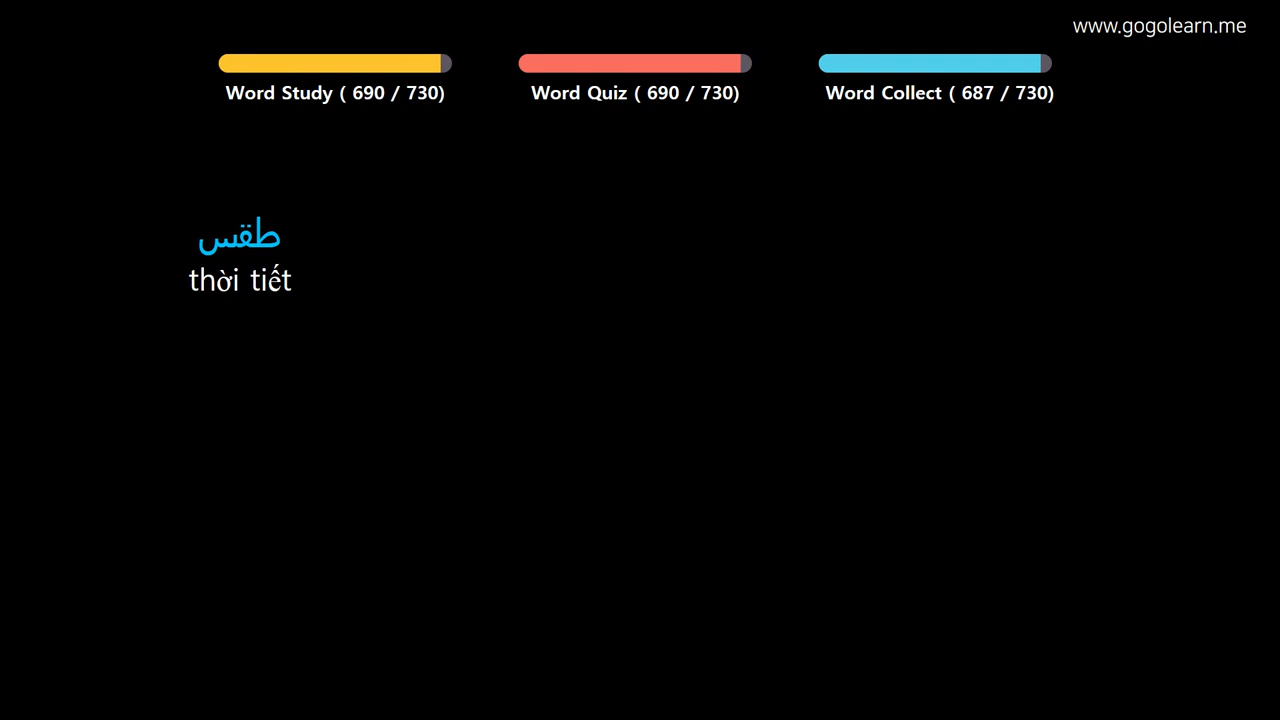 www.gogolearn.me
Word Study ( 690 / 730)
Word Quiz ( 690 / 730)
Word Collect ( 687 / 730)
طقس
thời tiết